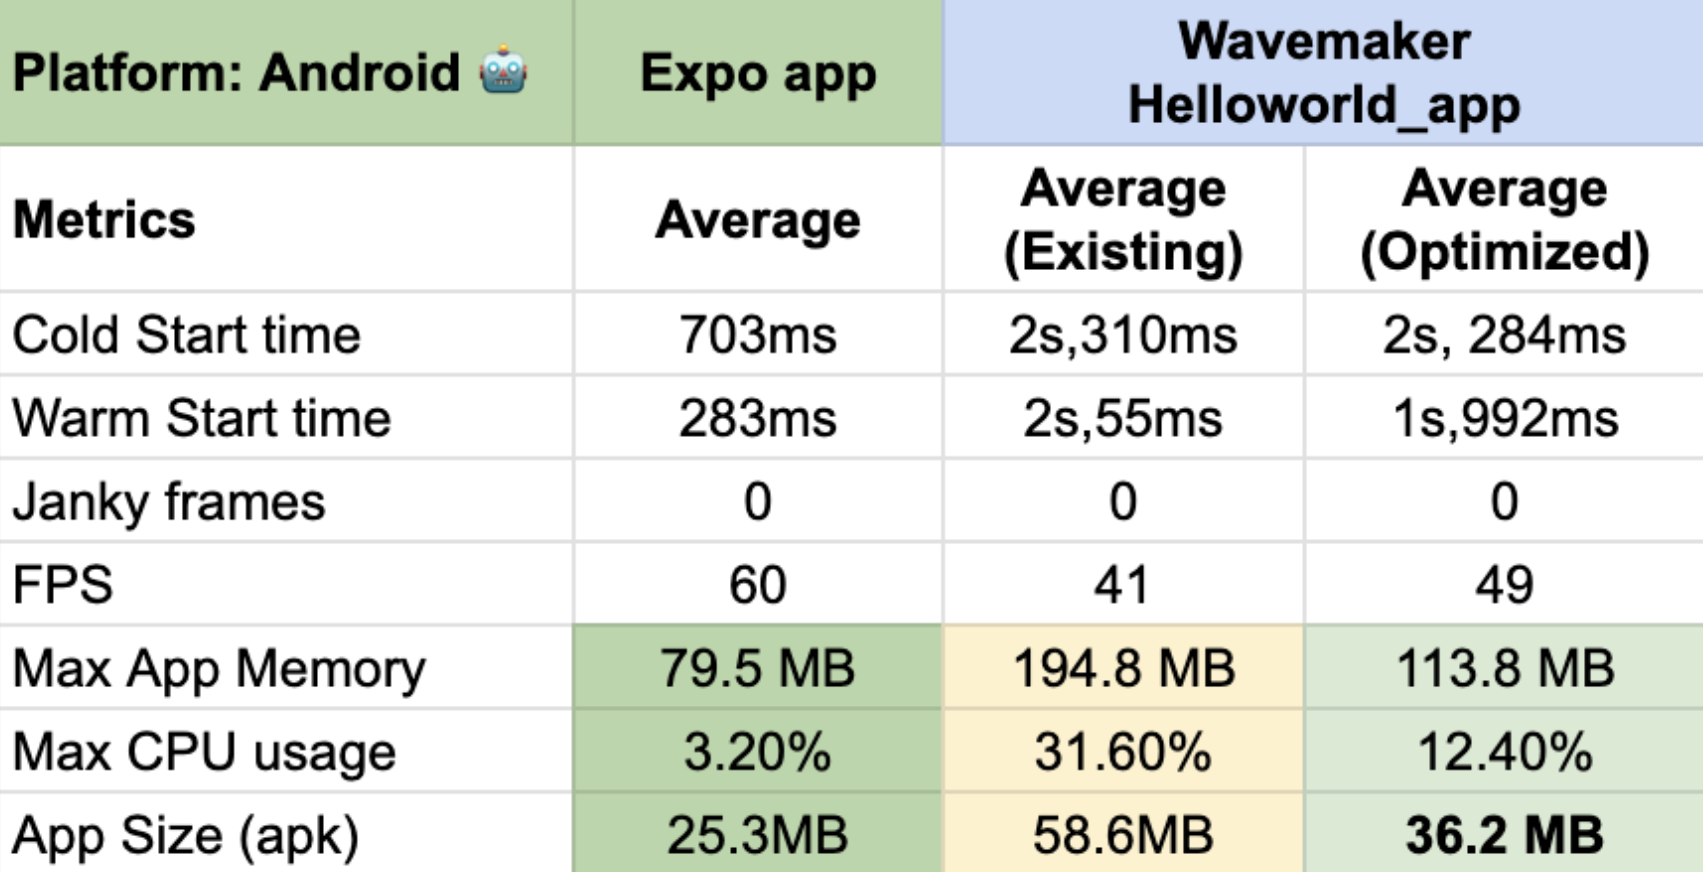 Platform: Android 🤖 Expo app Wavemaker
Helloworld_app
Metrics Average Average
(Existing) Average
(Optimized)
Cold Start time 703ms 2s,310ms 2s, 284ms
Warm Start time 283ms 2s,55ms 1s,992ms
Janky frames 0 0 0
FPS 60 41 49
Max App Memory 79.5 MB 194.8 MB 113.8 MB
Max CPU usage 3.20% 31.60% 12.40%
App Size (apk) 25.3MB 58.6MB 36.2 MB